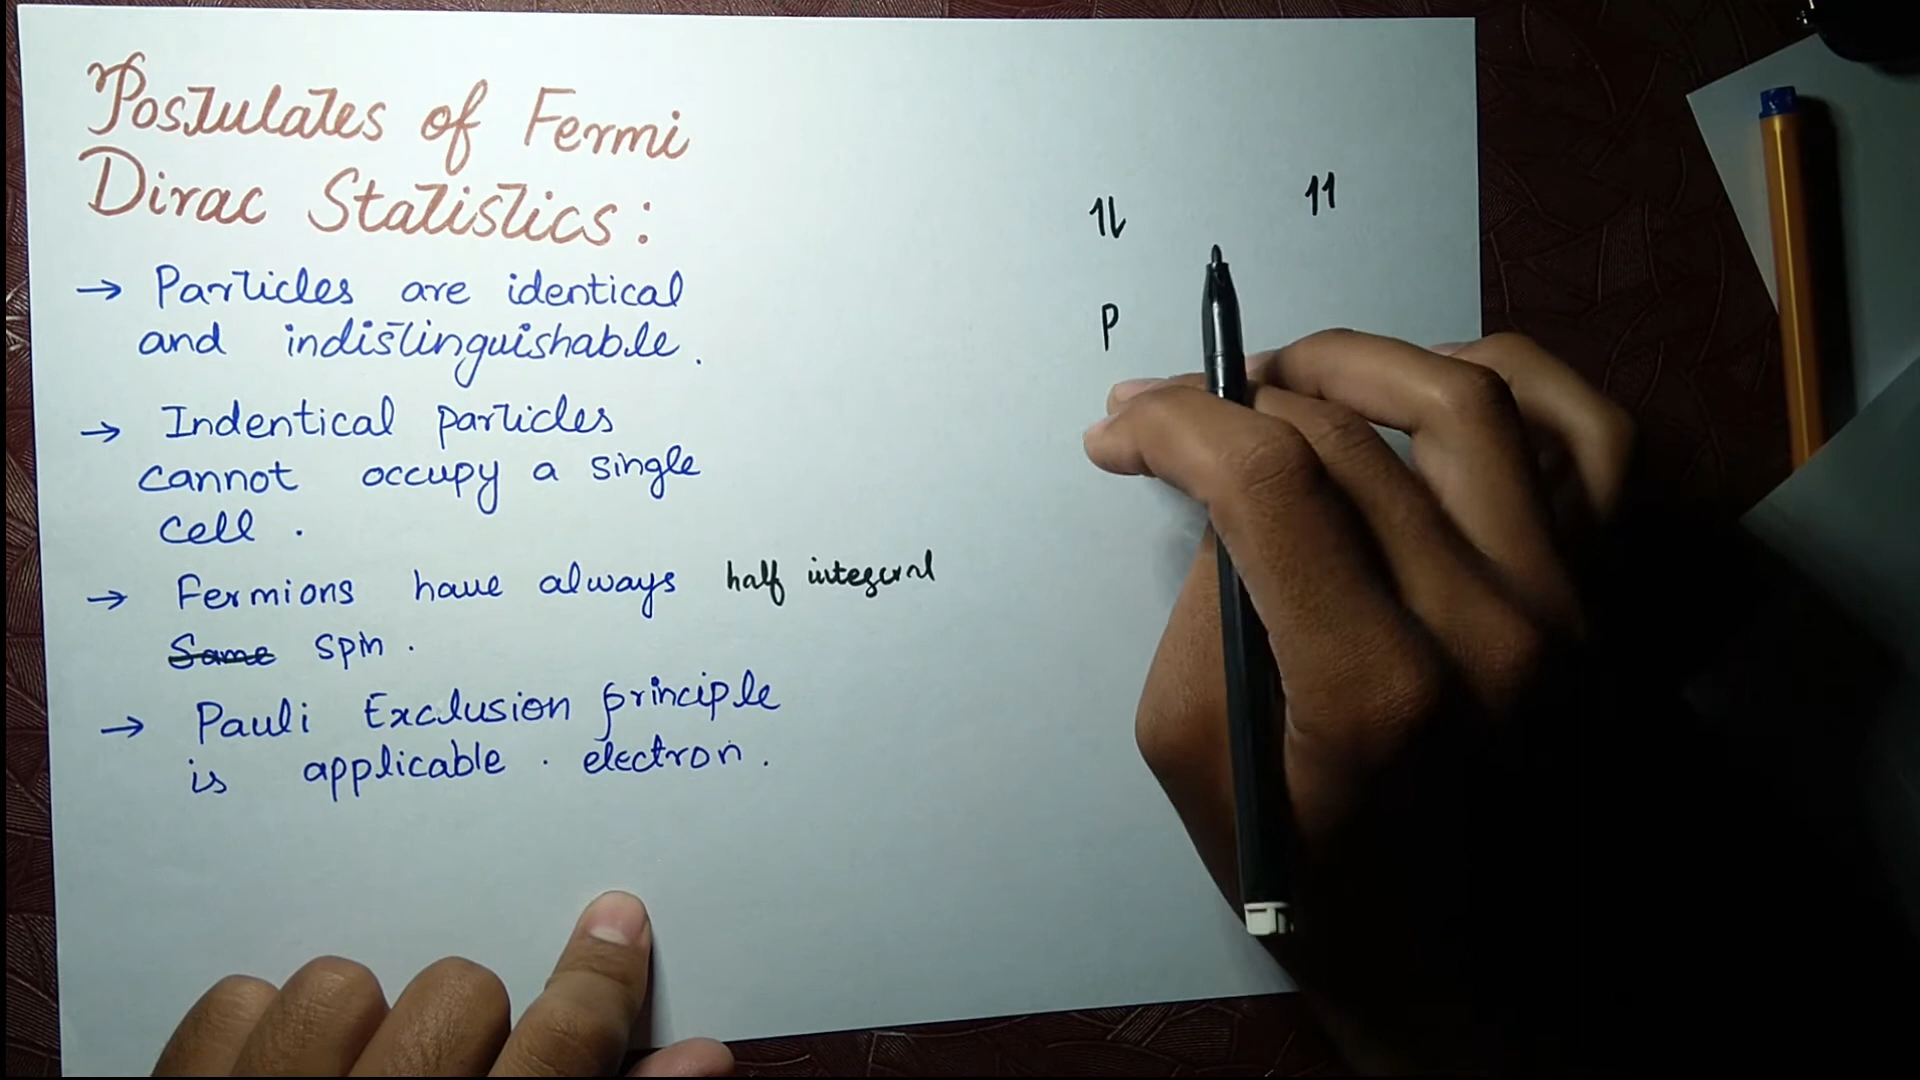 Postulates of Fermi
Dirac Statistics :
→ Particles are identical
and indistinguishable.
→ Indentical particles
cannot occupy a single
cell .
→ Fermions have always half integral
Same spin .
→ Pauli Exclusion principle
is applicable . electron .
↑↓ ↑↑
P